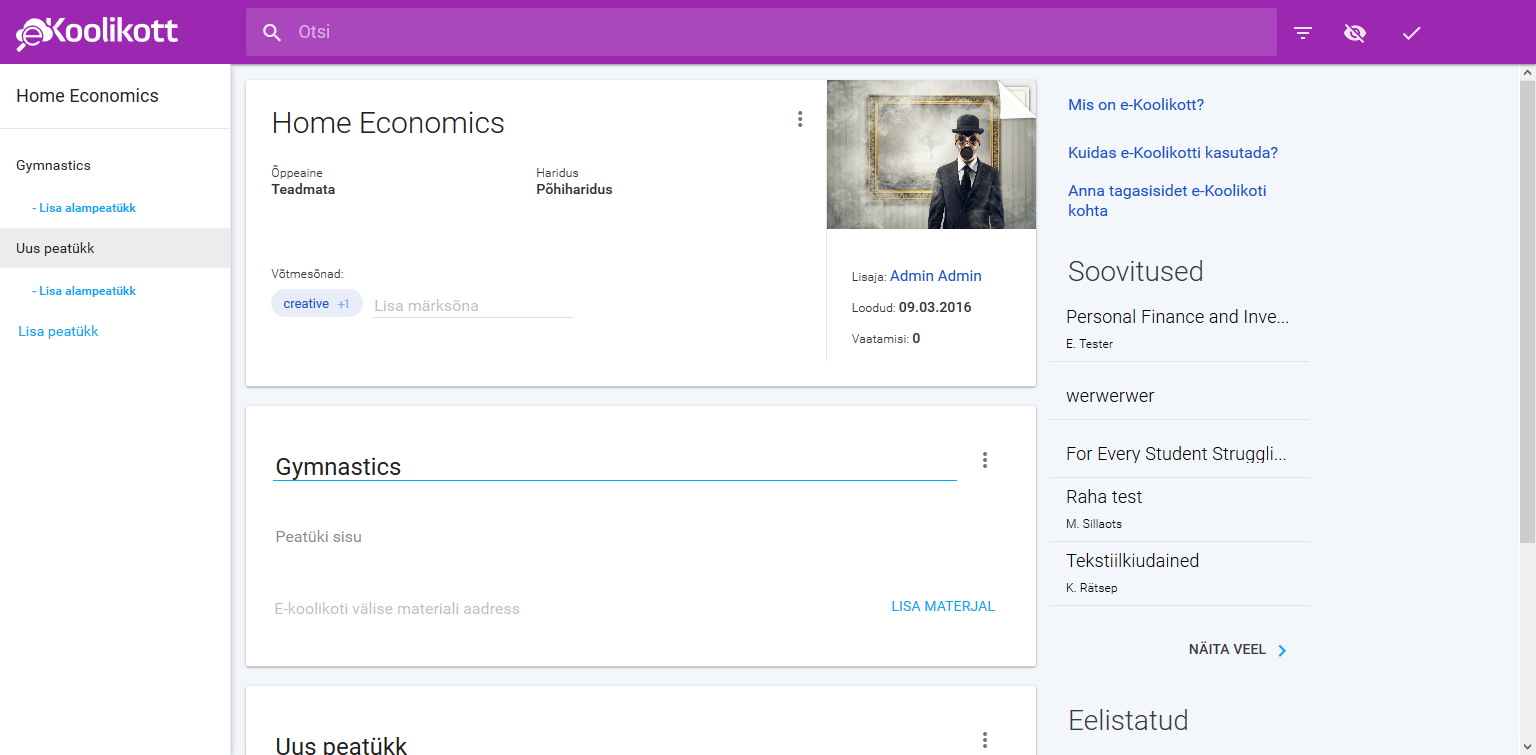 eKoolikott
Otsi
Home Economics
Gymnastics
- Lisa alampeatükk
Uus peatükk
- Lisa alampeatükk
Lisa peatükk
Home Economics
Õppeaine
Teadmata
Haridus
Põhiharidus
Võtmesõnad:
creative +1
Lisa märksõna
Lisaja: Admin Admin
Loodud: 09.03.2016
Vaatamisi: 0
Gymnastics
Peatüki sisu
E-koolikoti välise materiali aadress
LISA MATERJAL
Uus peatükk
Mis on e-Koolikott?
Kuidas e-Koolikotti kasutada?
Anna tagasisidet e-Koolikoti
kohta
Soovitused
Personal Finance and Inve...
E. Tester
werwerwer
For Every Student Struggli...
Raha test
M. Sillaots
Tekstiilkiudained
K. Rätsep
NÄITA VEEL
Eelistatud